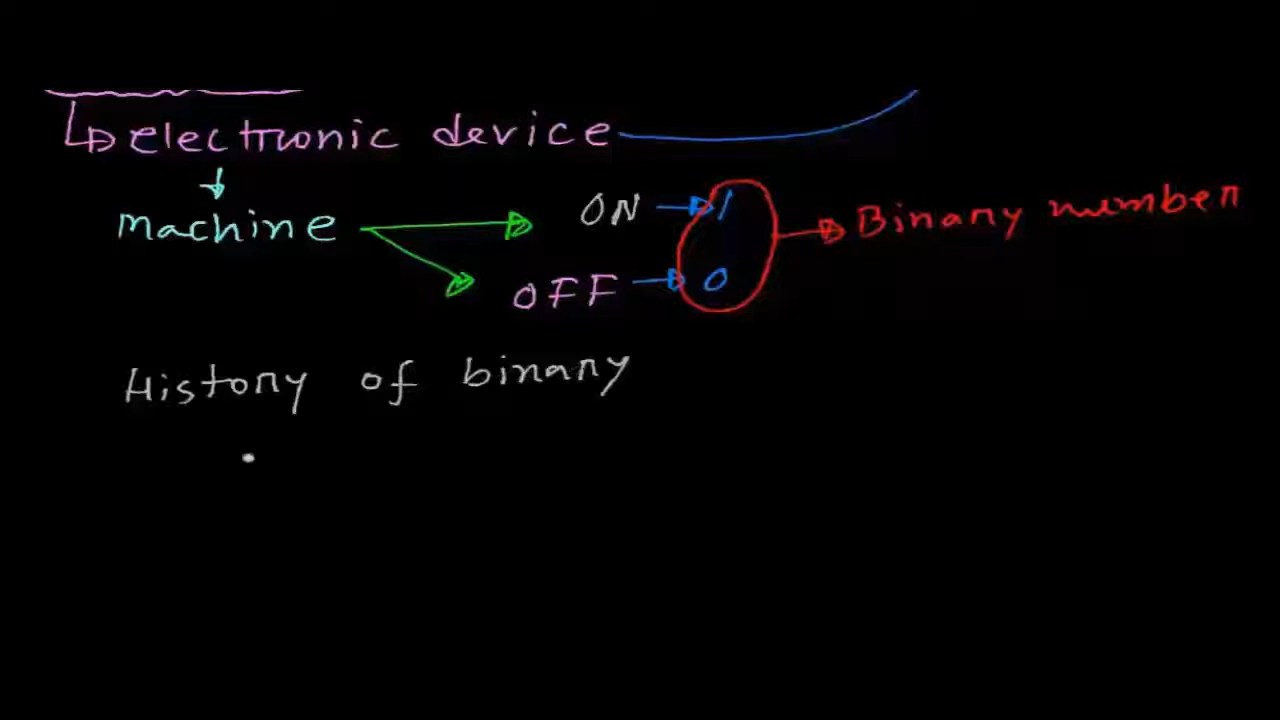 electronic device
Machine ON 1 Binary number
OFF 0
History of binary